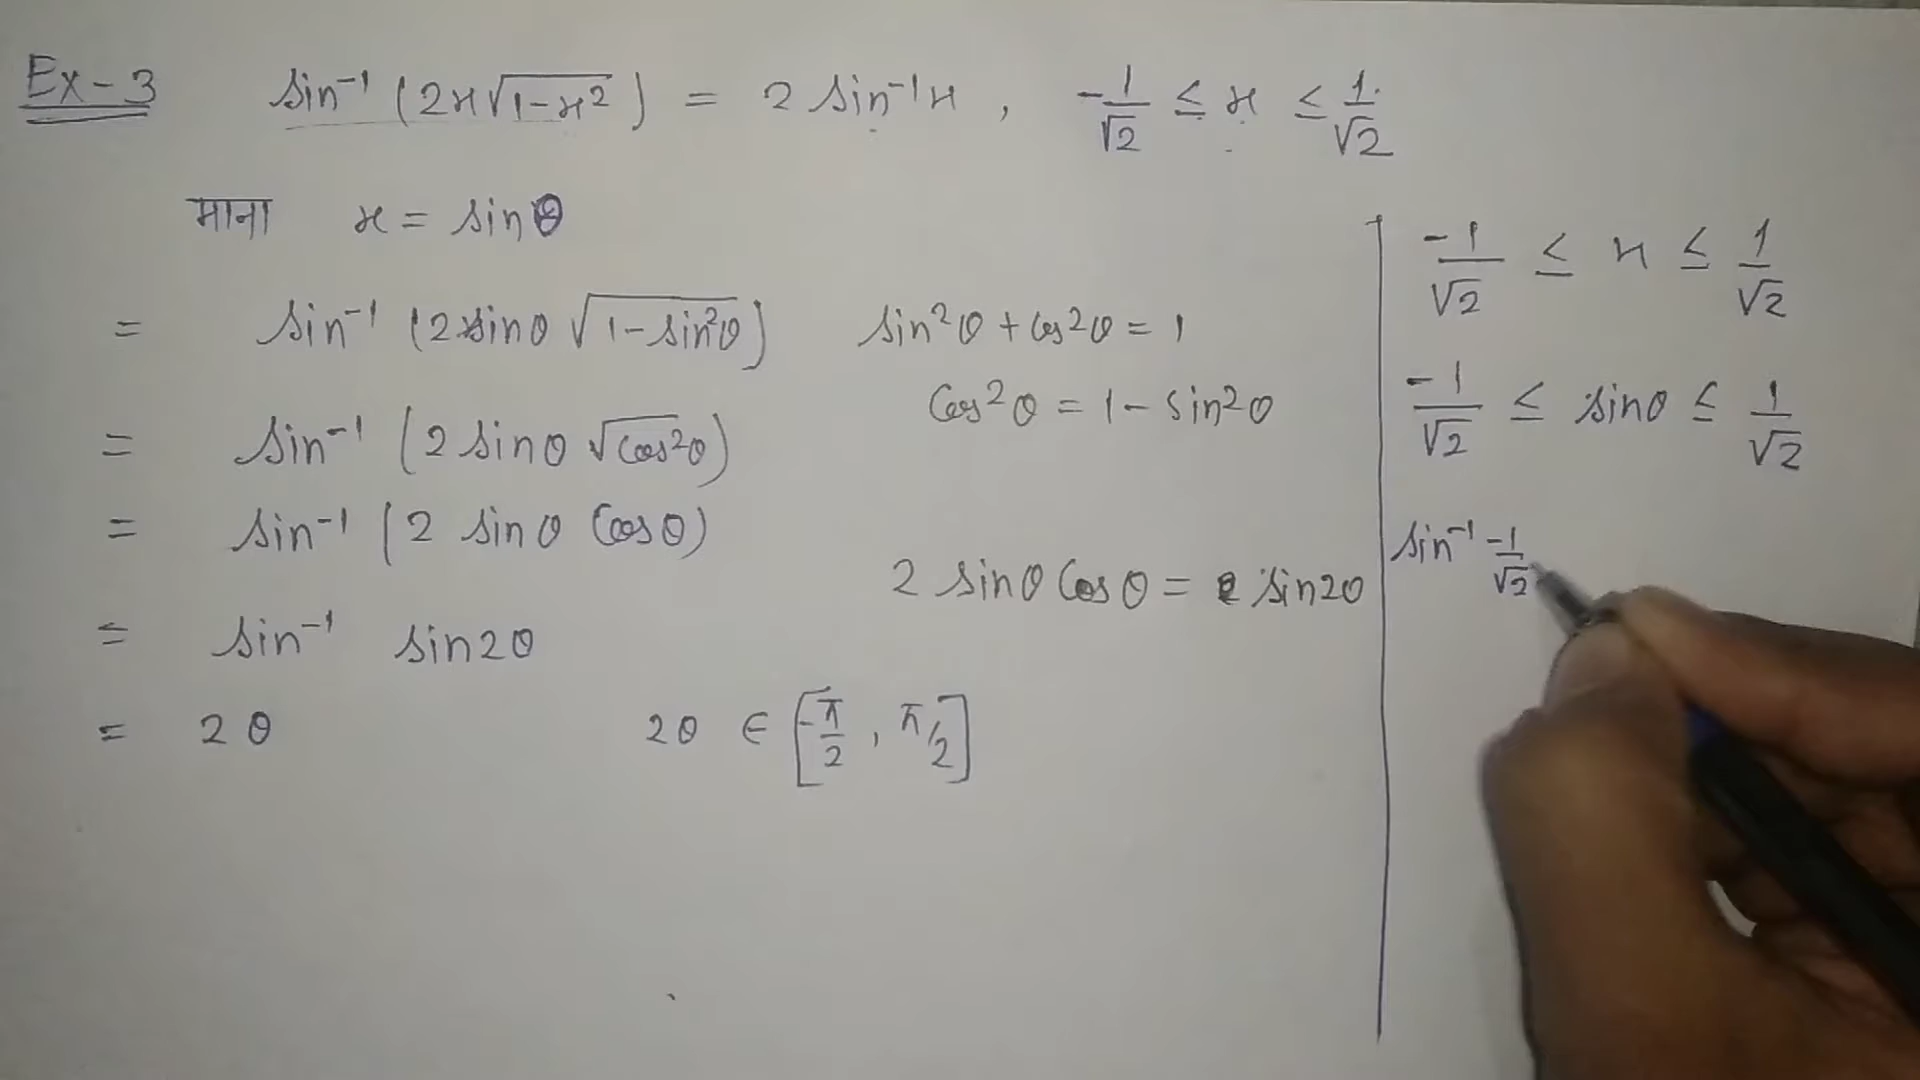 Ex-3 sin⁻¹ (2x√1-x²) = 2 sin⁻¹x , -1/√2 ≤ x ≤ 1/√2
माना x = sinθ
= sin⁻¹ (2sinθ √1-sin²θ)
= sin⁻¹ (2 sinθ √cos²θ)
= sin⁻¹ (2 sinθ Cosθ)
= sin⁻¹ sin2θ
= 2θ
sin²θ + cos²θ = 1
Cos²θ = 1 - sin²θ
2 sinθ Cosθ = sin2θ
2θ ∈ [-π/2 , π/2]
-1/√2 ≤ x ≤ 1/√2
-1/√2 ≤ sinθ ≤ 1/√2
sin⁻¹ -1/√2